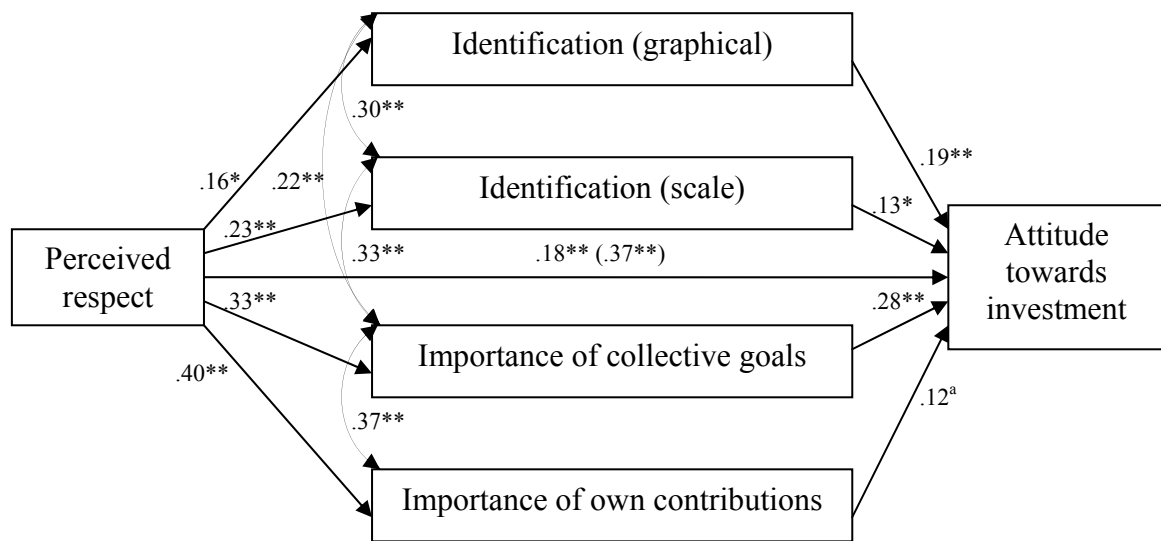 Identification (graphical)
.30**
.16*
.22**
.19**
Identification (scale)
.13*
.23**
.33**
.18** (.37**)
Perceived
respect
Attitude
towards
investment
.33**
.28**
Importance of collective goals
.40**
.37**
.12ᵃ
Importance of own contributions